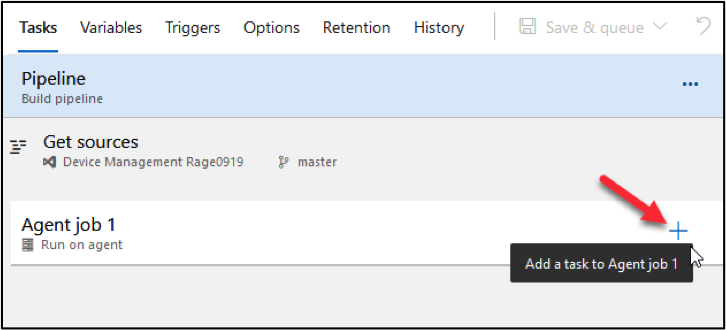 Tasks Variables Triggers Options Retention History Save & queue
Pipeline
Build pipeline
Get sources
Device Management Rage0919 master
Agent job 1
Run on agent
Add a task to Agent job 1